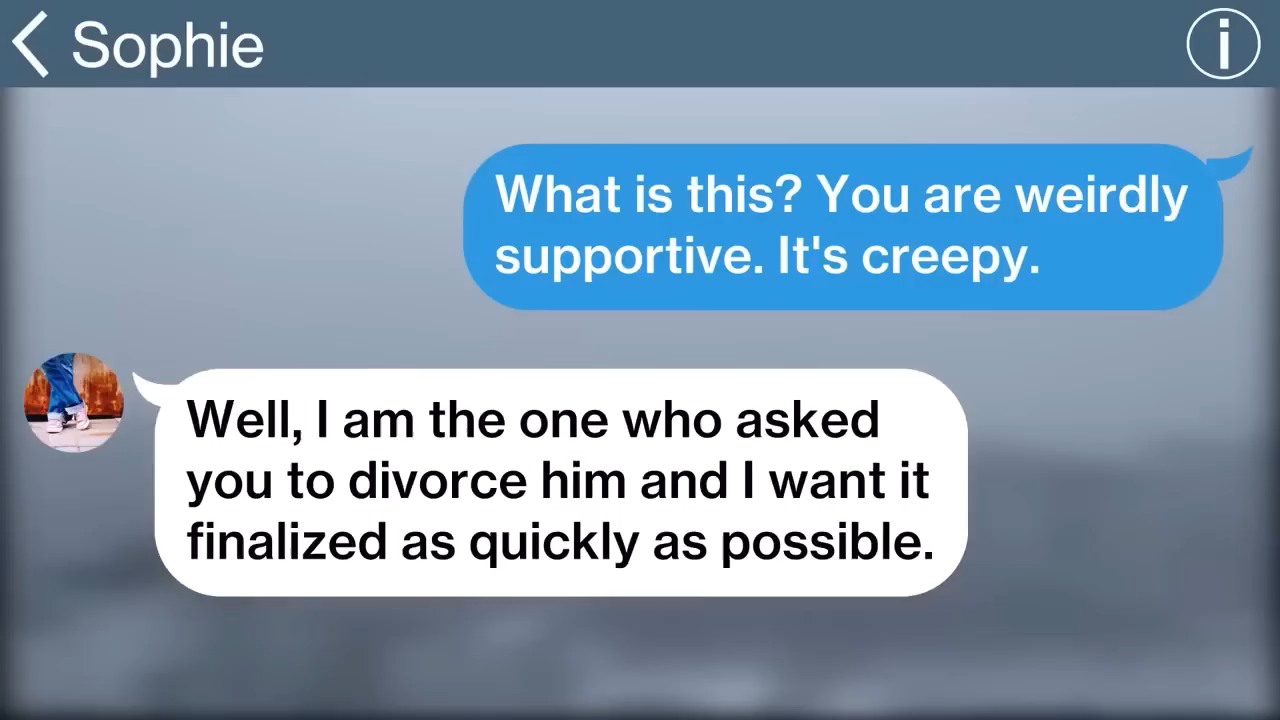 Sophie
What is this? You are weirdly
supportive. It's creepy.
Well, I am the one who asked
you to divorce him and I want it
finalized as quickly as possible.